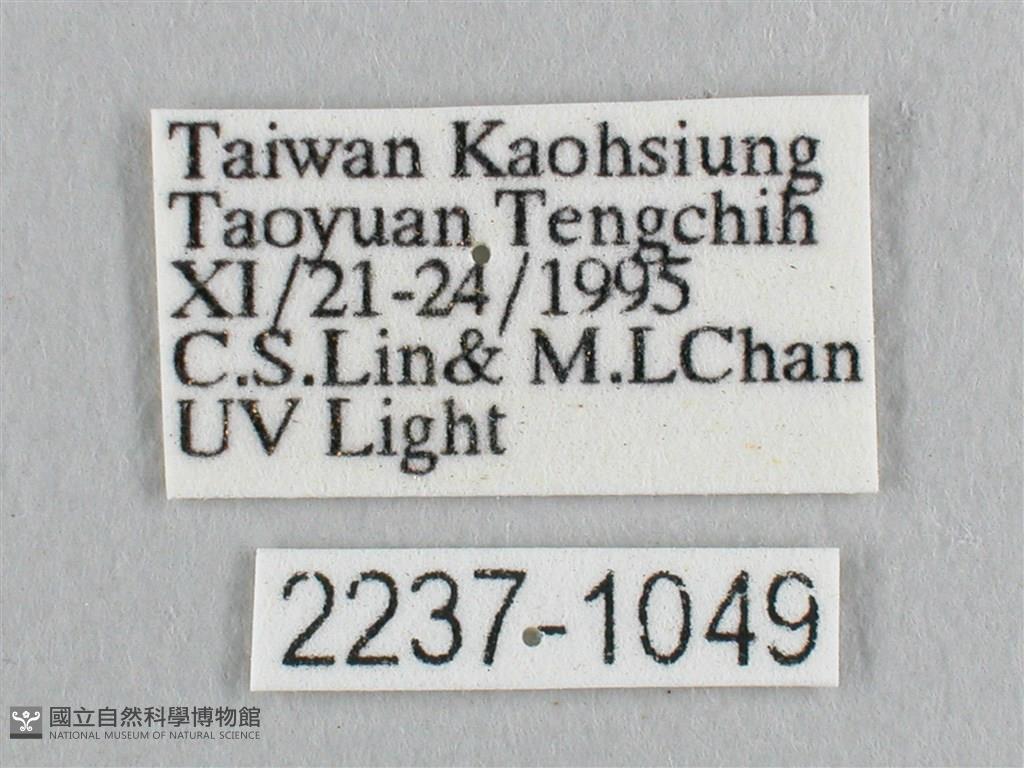 Taiwan Kaohsiung
Taoyuan Tengchih
XI/21-24/1995
C.S.Lin& M.LChan
UV Light
2237-1049
國立自然科學博物館
NATIONAL MUSEUM OF NATURAL SCIENCE